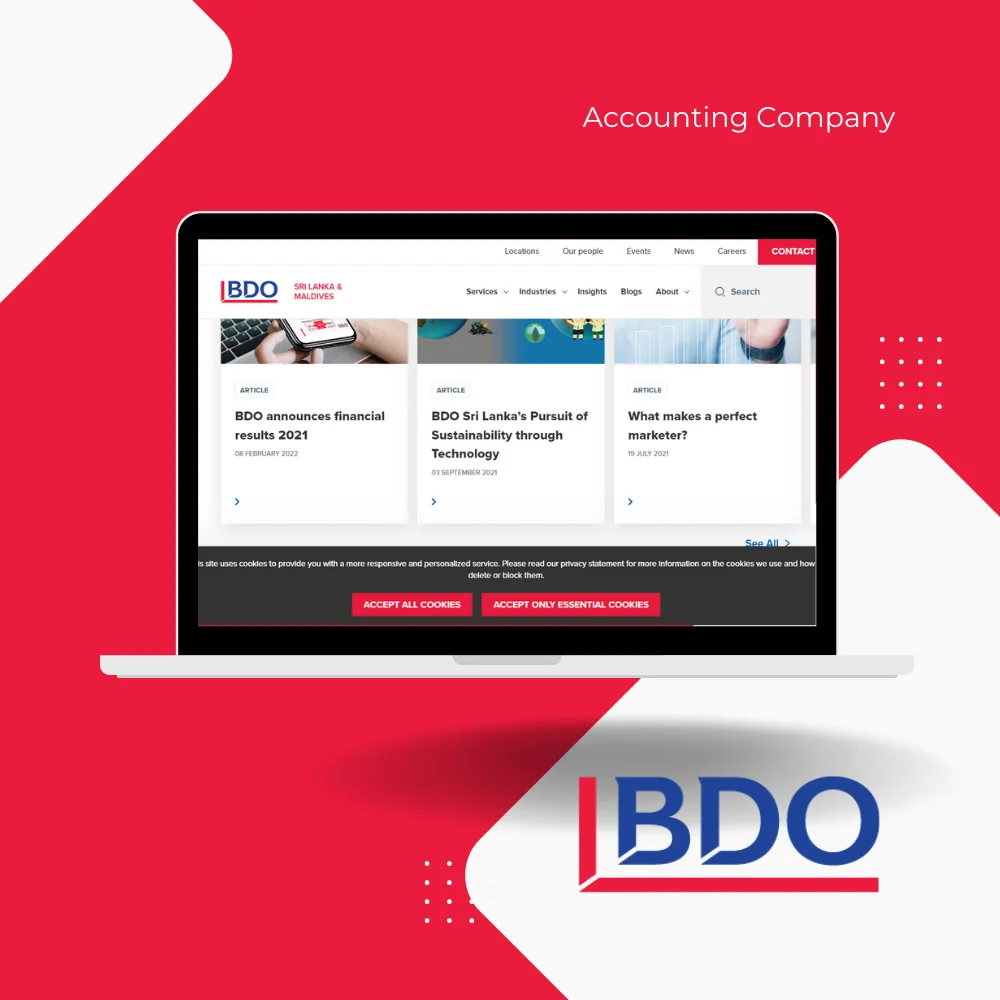 Accounting Company
Locations Our people Events News Careers CONTACT
BDO SRI LANKA &
MALDIVES
Services Industries Insights Blogs About Search
ARTICLE
BDO announces financial
results 2021
08 FEBRUARY 2022
ARTICLE
BDO Sri Lanka's Pursuit of
Sustainability through
Technology
03 SEPTEMBER 2021
ARTICLE
What makes a perfect
marketer?
19 JULY 2021
See All
is site uses cookies to provide you with a more responsive and personalized service. Please read our privacy statement for more information on the cookies we use and how
delete or block them.
ACCEPT ALL COOKIES ACCEPT ONLY ESSENTIAL COOKIES
BDO